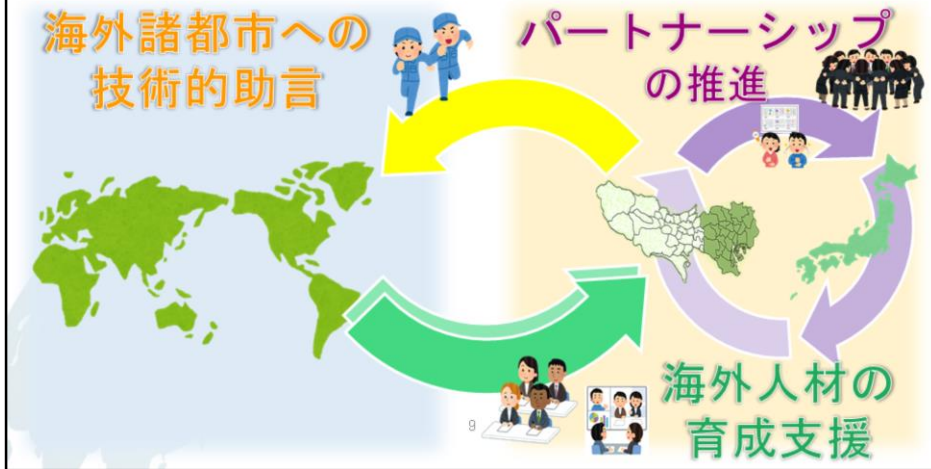 海外諸都市への
技術的助言
パートナーシップ
の推進
海外人材の
育成支援
9